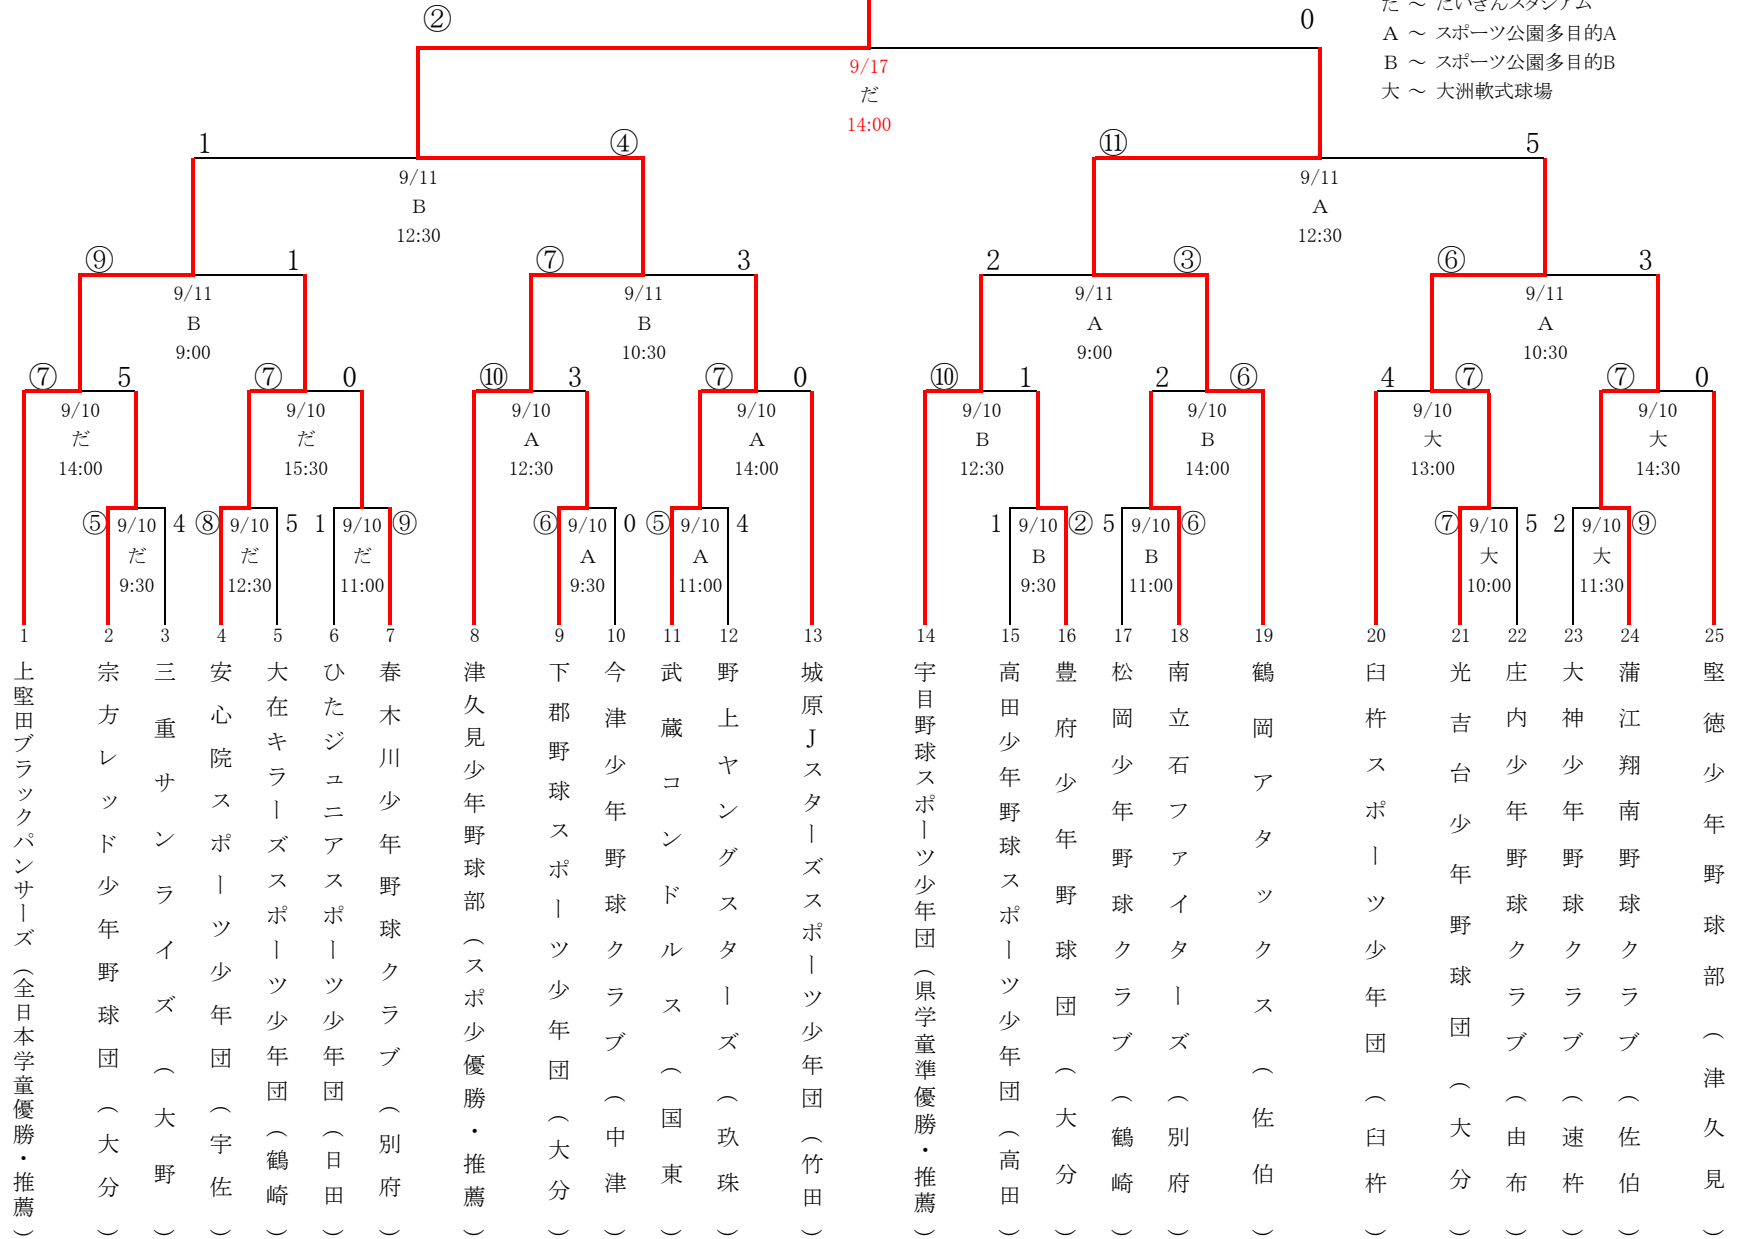 ② 0
だ ～ だいぎんスタジアム
A ～ スポーツ公園多目的A
B ～ スポーツ公園多目的B
大 ～ 大洲軟式球場
9/17
だ
14:00
1 ④ ⑪ 5
9/11 9/11
B A
12:30 12:30
⑨ 1 ⑦ 3 2 ③ ⑥ 3
9/11 9/11 9/11 9/11
B B A A
9:00 10:30 9:00 10:30
⑦ 5 ⑦ 0 ⑩ 3 ⑦ 0 ⑩ 1 2 ⑥ 4 ⑦ ⑦ 0
9/10 9/10 9/10 9/10 9/10 9/10 9/10 9/10
だ だ A A B B 大 大
14:00 15:30 12:30 14:00 12:30 14:00 13:00 14:30
⑤ 9/10 4 ⑧ 9/10 5 1 9/10 ⑨ ⑥ 9/10 0 ⑤ 9/10 4 1 9/10 ② 5 9/10 ⑥ ⑦ 9/10 5 2 9/10 ⑨
だ だ だ A A B B 大 大
9:30 12:30 11:00 9:30 11:00 9:30 11:00 10:00 11:30
1 2 3 4 5 6 7 8 9 10 11 12 13 14 15 16 17 18 19 20 21 22 23 24 25
上堅田ブラックパンサーズ（全日本学童優勝・推薦）
宗方レッド少年野球団（大分）
三重サンライズ（大野）
安心院スポーツ少年団（宇佐）
大在キラーズスポーツ少年団（鶴崎）
ひたジュニアスポーツ少年団（日田）
春木川少年野球クラブ（別府）
津久見少年野球部（スポ少優勝・推薦）
下郡野球スポーツ少年団（大分）
今津少年野球クラブ（中津）
武蔵コンドルス（国東）
野上ヤングスターズ（玖珠）
城原Jスターズスポーツ少年団（竹田）
宇目野球スポーツ少年団（県学童準優勝・推薦）
高田少年野球スポーツ少年団（高田）
豊府少年野球団（大分）
松岡少年野球クラブ（鶴崎）
南立石ファイターズ（別府）
鶴岡アタックス（佐伯）
臼杵スポーツ少年団（臼杵）
光吉台少年野球団（大分）
庄内少年野球クラブ（由布）
大神少年野球クラブ（速杵）
蒲江翔南野球クラブ（佐伯）
堅徳少年野球部（津久見）